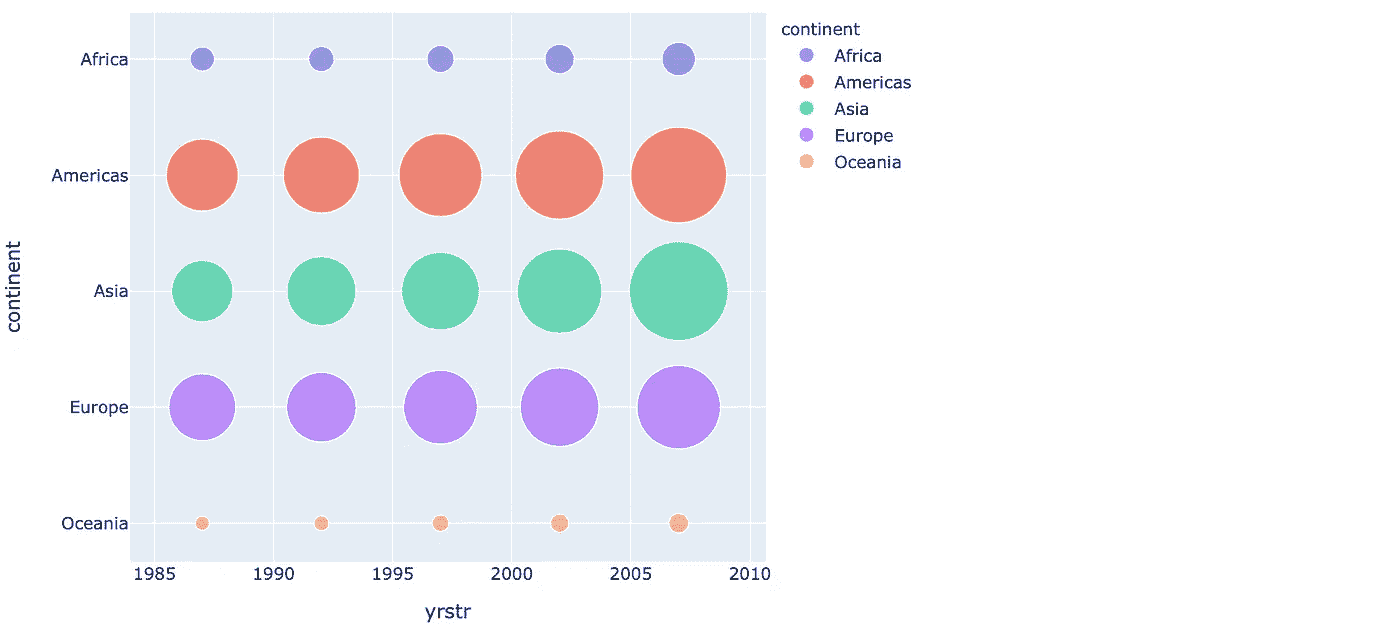 continent
Africa
Americas
Asia
Europe
Oceania
1985 1990 1995 2000 2005 2010
yrstr
continent
Africa
Americas
Asia
Europe
Oceania